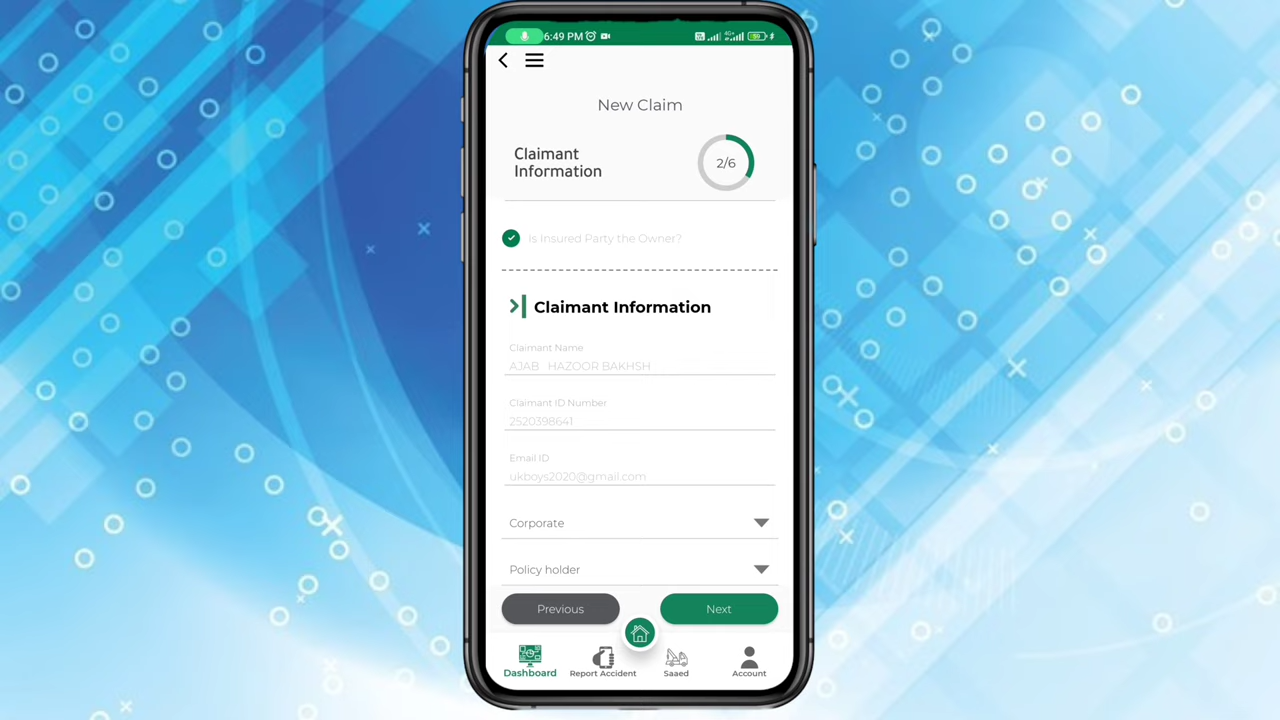 6:49 PM
4G+
59
New Claim
Claimant
Information
2/6
Is Insured Party the Owner?
Claimant Information
Claimant Name
AJAB HAZOOR BAKHSH
Claimant ID Number
2520398641
Email ID
ukboys2020@gmail.com
Corporate
Policy holder
Previous
Next
Dashboard
Report Accident
Saaed
Account